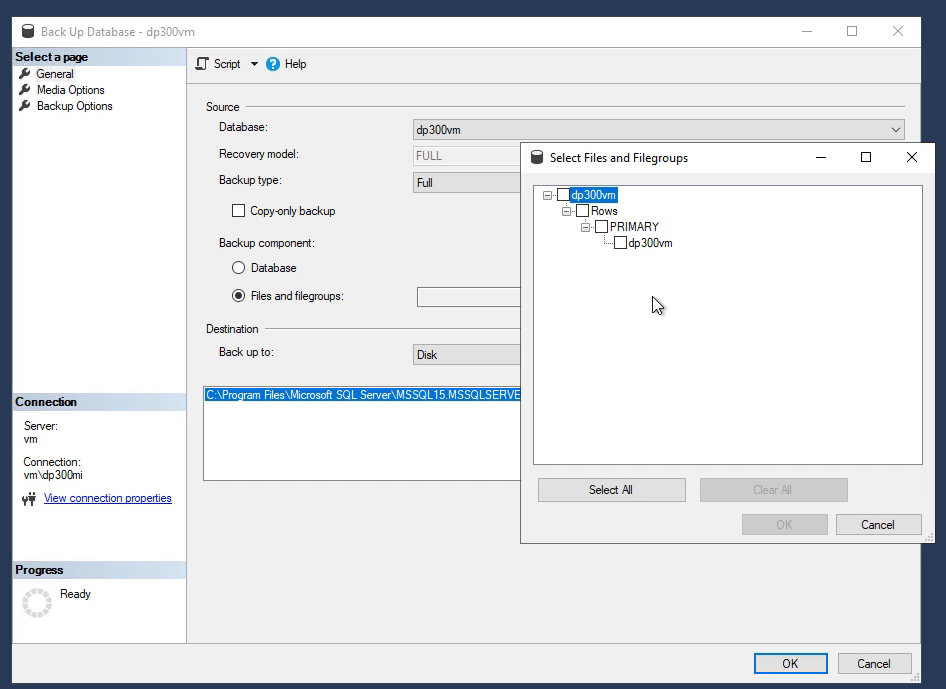 Back Up Database - dp300vm
Select a page
General
Media Options
Backup Options
Script
Help
Source
Database:
dp300vm
Recovery model:
FULL
Backup type:
Full
Copy-only backup
Backup component:
Database
Files and filegroups:
Destination
Back up to:
Disk
C:\Program Files\Microsoft SQL Server\MSSQL15.MSSQLSERVE
Connection
Server:
vm
Connection:
vm\dp300mi
View connection properties
Progress
Ready
OK
Cancel
Select Files and Filegroups
dp300vm
Rows
PRIMARY
dp300vm
Select All
Clear All
OK
Cancel